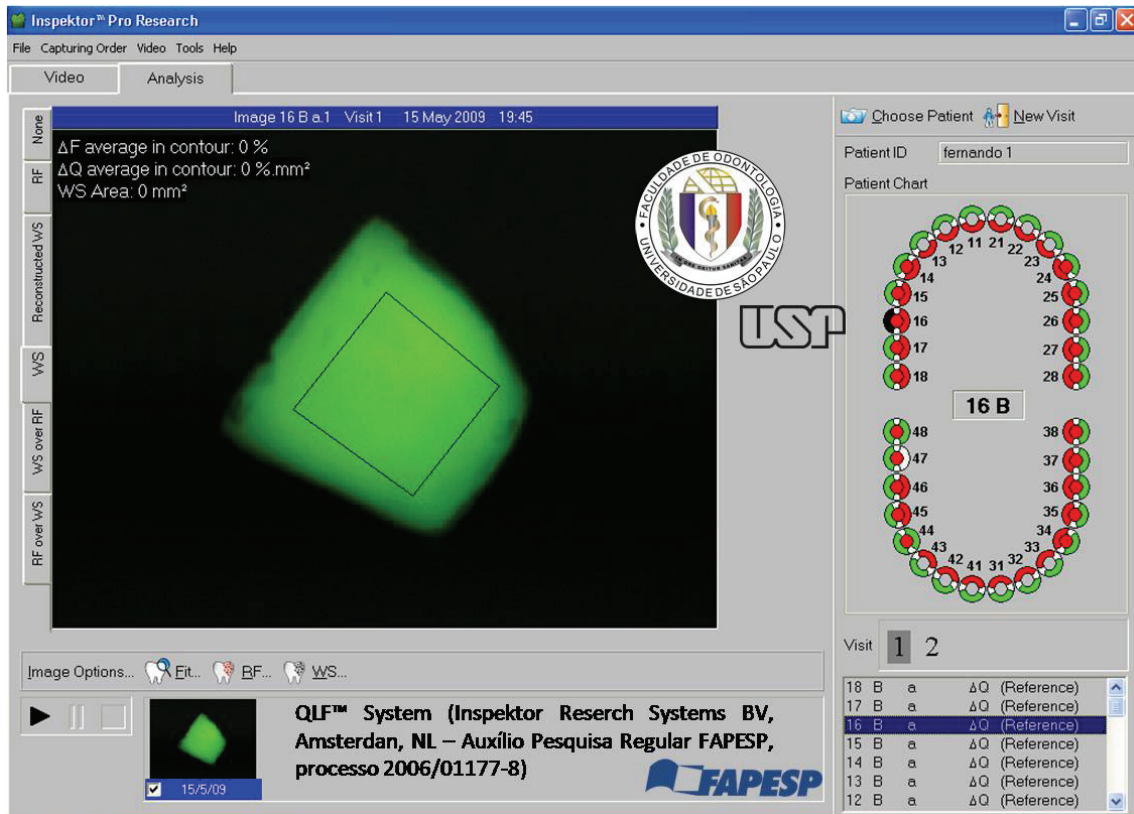 Inspektor™ Pro Research
File Capturing Order Video Tools Help
Video Analysis
Image 16 B a.1 Visit 1 15 May 2009 19:45
None
RF
Reconstructed WS
WS
WS over RF
RF over WS
ΔF average in contour: 0 %
ΔQ average in contour: 0 %.mm²
WS Area: 0 mm²
FACULDADE DE ODONTOLOGIA
UNIVERSIDADE DE SÃO PAULO
USP
Choose Patient New Visit
Patient ID fernando 1
Patient Chart
11 21
12 22
13 23
14 24
15 25
16 26
17 27
18 28
16 B
48 38
47 37
46 36
45 35
44 34
43 33
42 32
41 31
Visit 1 2
Image Options... Fit... RF... WS...
18 B a ΔQ (Reference)
17 B a ΔQ (Reference)
16 B a ΔQ (Reference)
15 B a ΔQ (Reference)
14 B a ΔQ (Reference)
13 B a ΔQ (Reference)
12 B a ΔQ (Reference)
15/5/09
QLF™ System (Inspektor Reserch Systems BV,
Amsterdan, NL – Auxílio Pesquisa Regular FAPESP,
processo 2006/01177-8)
FAPESP